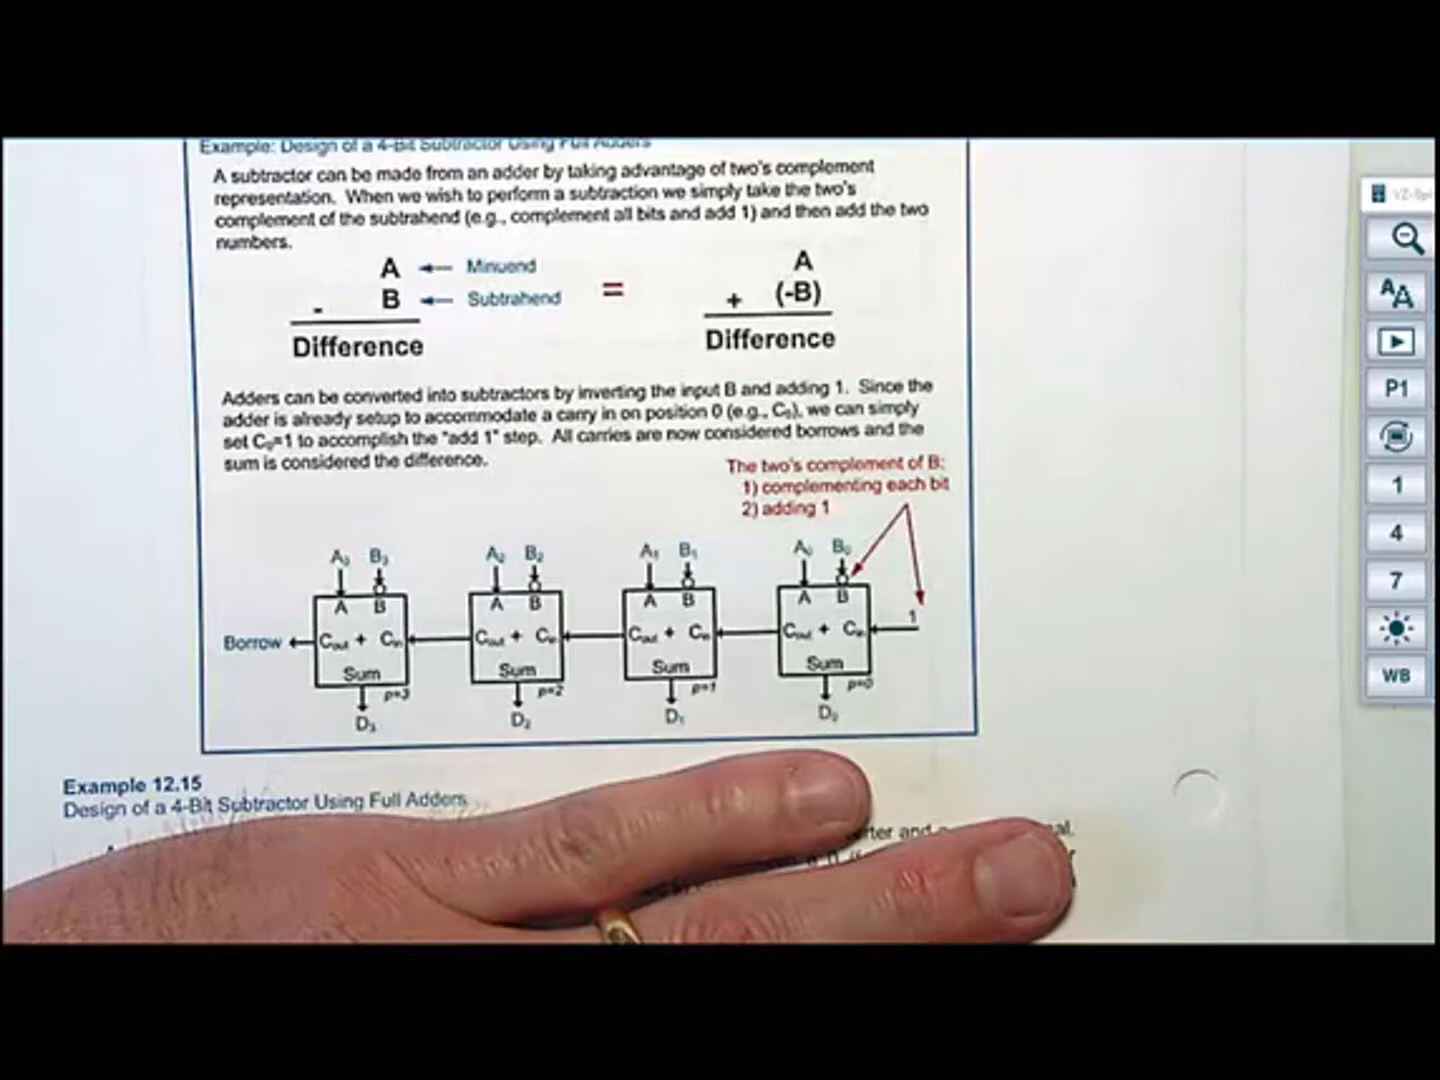 Example: Design of a 4-Bit Subtractor Using Full Adders
A subtractor can be made from an adder by taking advantage of two's complement
representation. When we wish to perform a subtraction we simply take the two's
complement of the subtrahend (e.g., complement all bits and add 1) and then add the two
numbers.
A ← Minuend = A
- B ← Subtrahend + (-B)
Difference Difference
Adders can be converted into subtractors by inverting the input B and adding 1. Since the
adder is already setup to accommodate a carry in on position 0 (e.g., C₀), we can simply
set C₀=1 to accomplish the "add 1" step. All carries are now considered borrows and the
sum is considered the difference.
The two's complement of B:
1) complementing each bit
2) adding 1
A₃ B₃ A₂ B₂ A₁ B₁ A₀ B₀
A B A B A B A B
1
Borrow Cout + Cin Cout + Cin Cout + Cin Cout + Cin
Sum Sum Sum Sum
p=3 p=2 p=1 p=0
D₃ D₂ D₁ D₀
Example 12.15
Design of a 4-Bit Subtractor Using Full Adders
and
AA
P1
1
4
7
WB